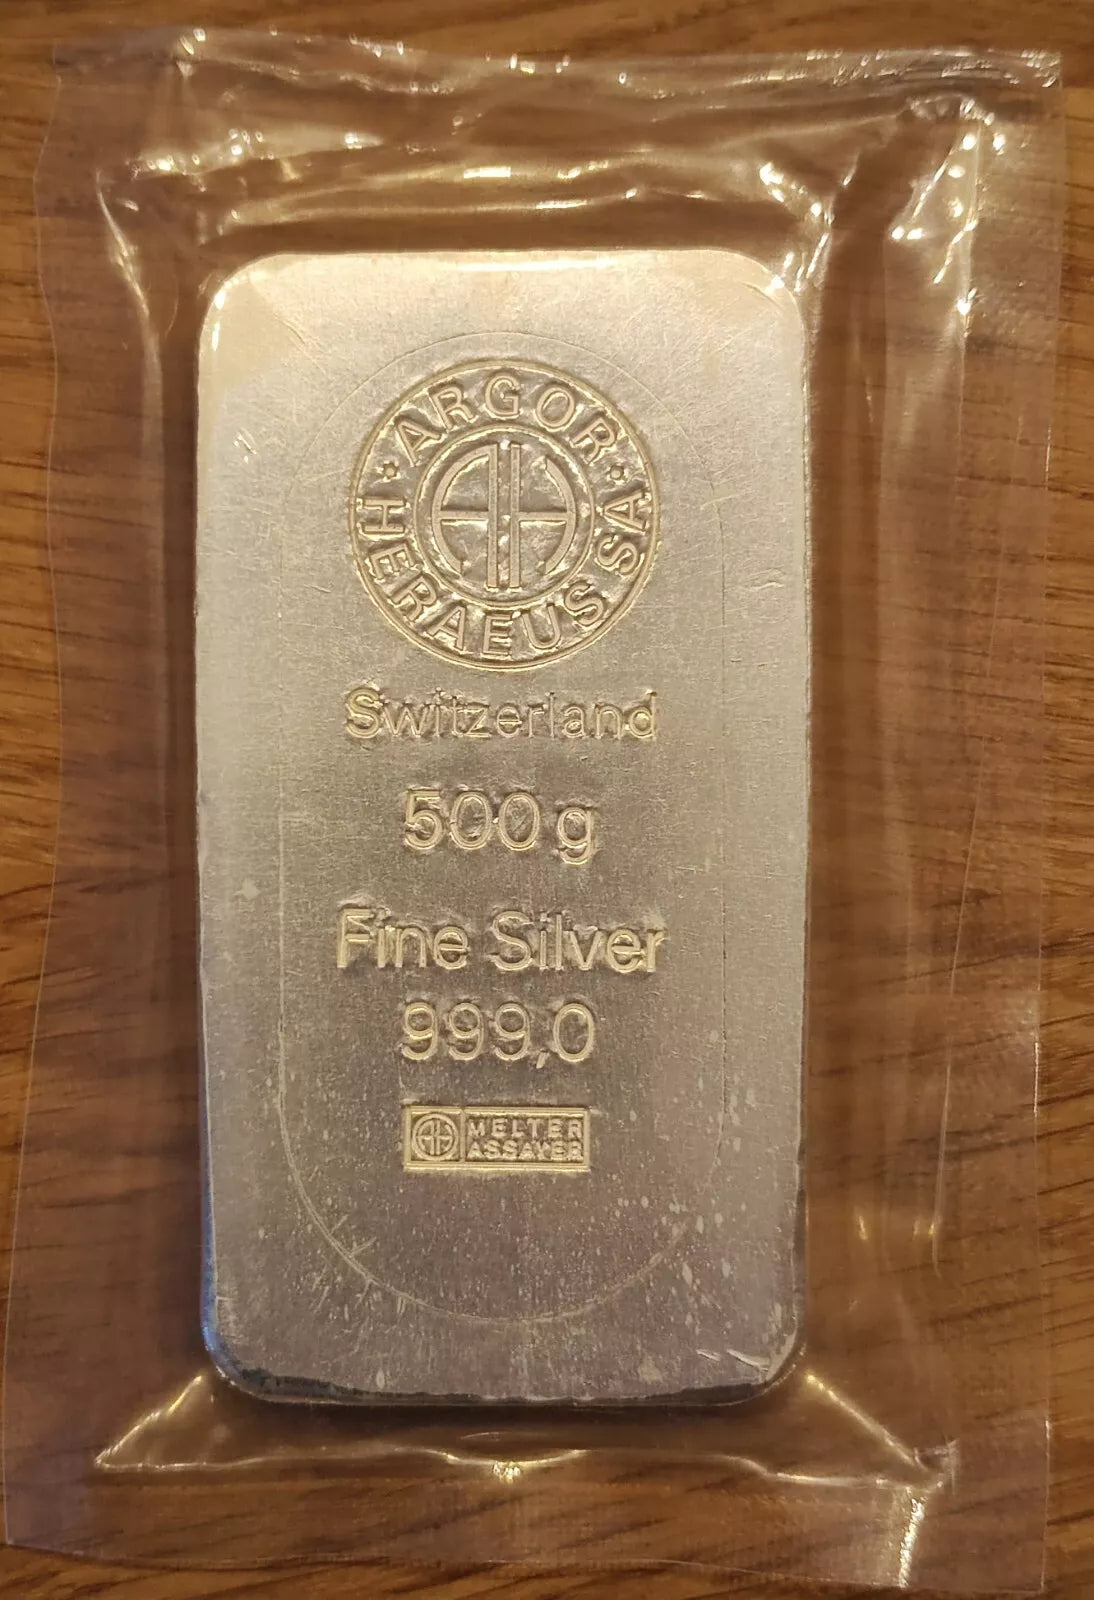 ARGOR
HERAEUS SA
Switzerland
500 g
Fine Silver
999,0
MELTER
ASSAYER